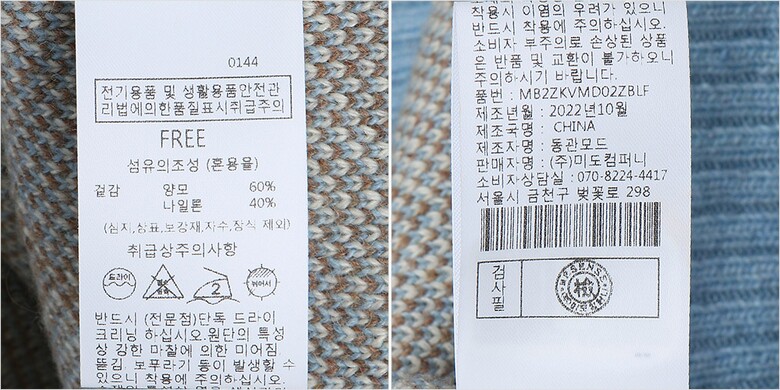 0144
전기용품 및 생활용품안전관
리법에의한품질표시취급주의
FREE
섬유의조성 (혼용율)
겉감 양모 60%
나일론 40%
(심지,상표,보강재,자수,장식 제외)
취급상주의사항
드라이
2
뉘어서
반드시 (전문점)단독 드라이
크리닝 하십시오.원단의 특성
상 강한 마찰에 의한 미어짐
뜯김 보푸라기 등이 발생할 수
있으니 착용에 주의하십시오.
착용시 이염의 우려가 있으니
반드시 착용에 주의하십시오.
소비자 부주의로 손상된 상품
은 반품 및 교환이 불가하오니
주의하시기 바랍니다.
품번 : MB2ZKVMD02ZBLF
제조년월 : 2022년10월
제조국명 : CHINA
제조자명 : 동관모드
판매자명 : (주)미도컴퍼니
소비자상담실 : 070-8224-4417
서울시 금천구 벚꽃로 298
검사필